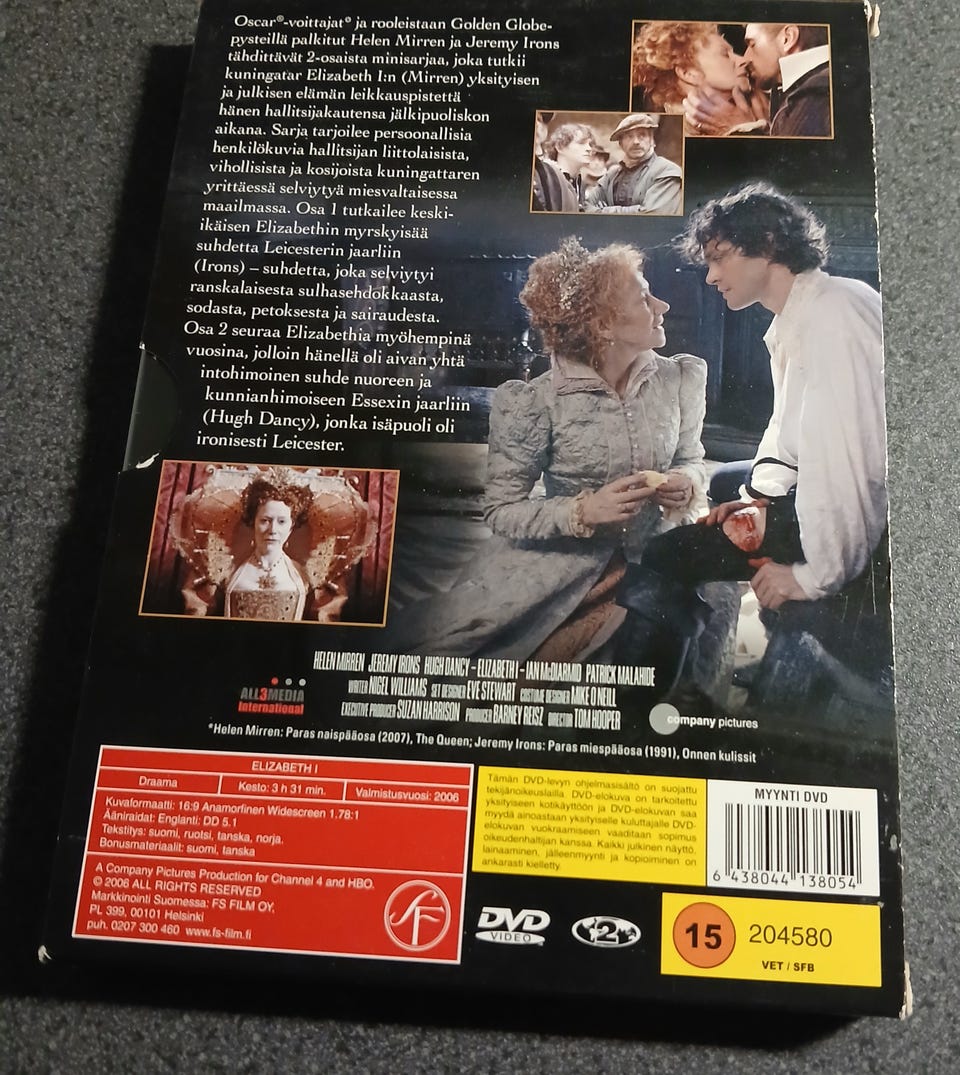 Oscar®-voittajat* ja rooleistaan Golden Globe-
pysteillä palkitut Helen Mirren ja Jeremy Irons
tähdittävät 2-osaista minisarjaa, joka tutkii
kuningatar Elizabeth I:n (Mirren) yksityisen
ja julkisen elämän leikkauspistettä
hänen hallitsijakautensa jälkipuoliskon
aikana. Sarja tarjoilee persoonallisia
henkilökuvia hallitsijan liittolaisista,
vihollisista ja kosijoista kuningattaren
yrittäessä selviytyä miesvaltaisessa
maailmassa. Osa 1 tutkailee keski-
ikäisen Elizabethin myrskyisää
suhdetta Leicesterin jaarliin
(Irons) – suhdetta, joka selviytyi
ranskalaisesta sulhasehdokkaasta,
sodasta, petoksesta ja sairaudesta.
Osa 2 seuraa Elizabethia myöhempinä
vuosina, jolloin hänellä oli aivan yhtä
intohimoinen suhde nuoreen ja
kunnianhimoiseen Essexin jaarliin
(Hugh Dancy), jonka isäpuoli oli
ironisesti Leicester.
HELEN MIRREN JEREMY IRONS HUGH DANCY – ELIZABETH I – IAN McDIARMID PATRICK MALAHIDE
WRITER NIGEL WILLIAMS SET DESIGNER EVE STEWART COSTUME DESIGNER MIKE O'NEILL
EXECUTIVE PRODUCER SUZAN HARRISON PRODUCER BARNEY REISZ DIRECTOR TOM HOOPER
ALL3MEDIA
International
company pictures
*Helen Mirren: Paras naispääosa (2007), The Queen; Jeremy Irons: Paras miespääosa (1991), Onnen kulissit
ELIZABETH I
Draama Kesto: 3 h 31 min. Valmistusvuosi: 2006
Kuvaformaatti: 16:9 Anamorfinen Widescreen 1.78:1
Ääniraidat: Englanti: DD 5.1
Tekstitys: suomi, ruotsi, tanska, norja.
Bonusmateriaalit: suomi, tanska
A Company Pictures Production for Channel 4 and HBO.
© 2006 ALL RIGHTS RESERVED
Markkinointi Suomessa: FS FILM OY,
PL 399, 00101 Helsinki
puh. 0207 300 460 www.fs-film.fi
SF
Tämän DVD-levyn ohjelmasisältö on suojattu
tekijänoikeuslailla. DVD-elokuva on tarkoitettu
yksityiseen kotikäyttöön ja DVD-elokuvan saa
myydä ainoastaan yksityiselle kuluttajalle DVD-
elokuvan vuokraamiseen vaaditaan sopimus
oikeudenhaltijan kanssa. Kaikki julkinen näyttö,
lainaaminen, jälleenmyynti ja kopioiminen on
ankarasti kielletty.
MYYNTI DVD
6 438044 138054
DVD
VIDEO
2
15 204580
VET / SFB